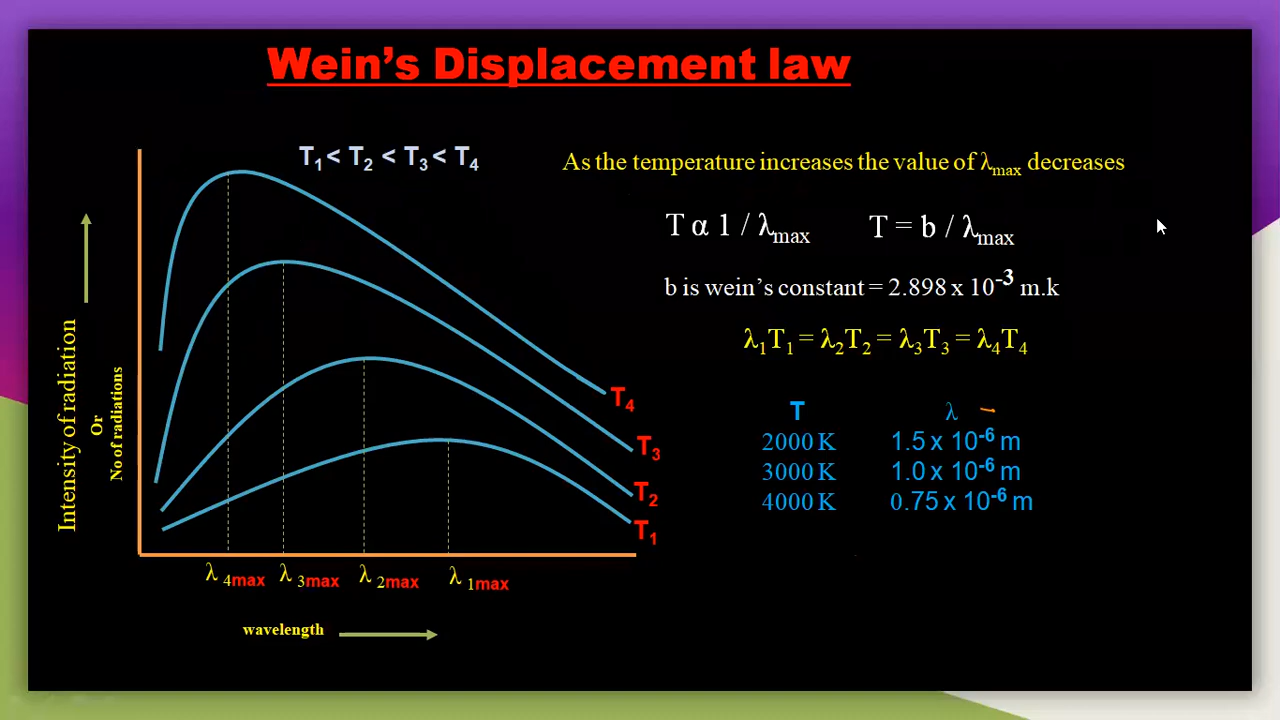 Wein's Displacement law
T₁ < T₂ < T₃ < T₄
As the temperature increases the value of λmax decreases
T α 1 / λmax T = b / λmax
b is wein's constant = 2.898 x 10⁻³ m.k
λ₁T₁ = λ₂T₂ = λ₃T₃ = λ₄T₄
T λ
2000 K 1.5 x 10⁻⁶ m
3000 K 1.0 x 10⁻⁶ m
4000 K 0.75 x 10⁻⁶ m
Intensity of radiation
Or
No of radiations
T₄
T₃
T₂
T₁
λ 4max λ 3max λ 2max λ 1max
wavelength